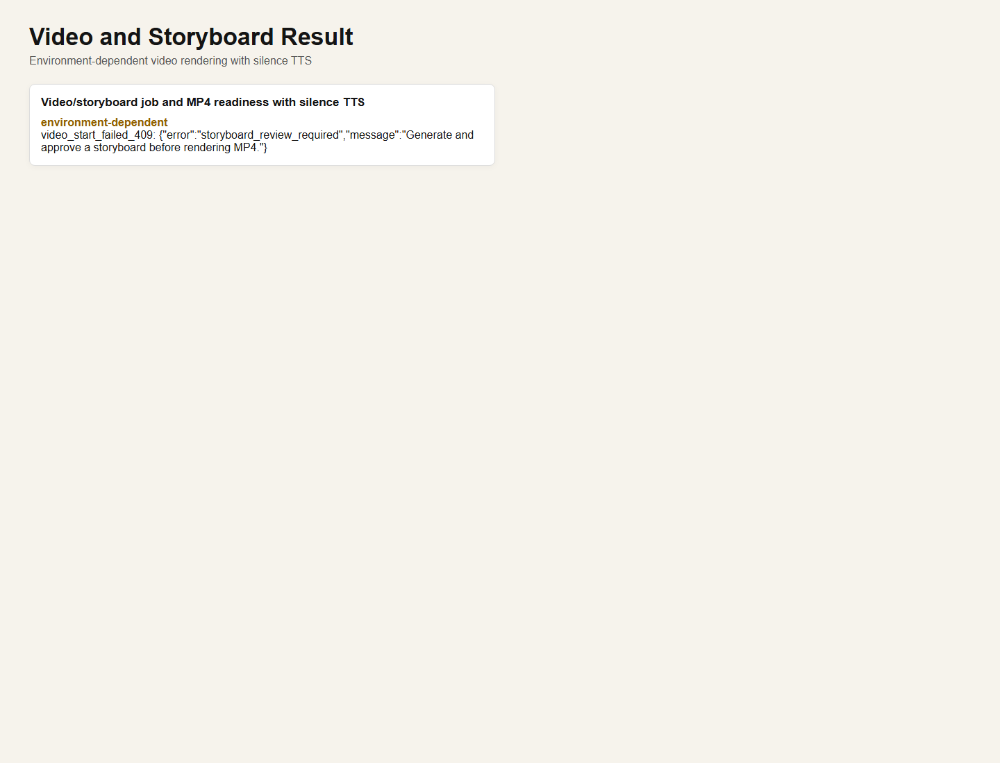 Video and Storyboard Result
Environment-dependent video rendering with silence TTS
Video/storyboard job and MP4 readiness with silence TTS
environment-dependent
video_start_failed_409: {"error":"storyboard_review_required","message":"Generate and
approve a storyboard before rendering MP4."}